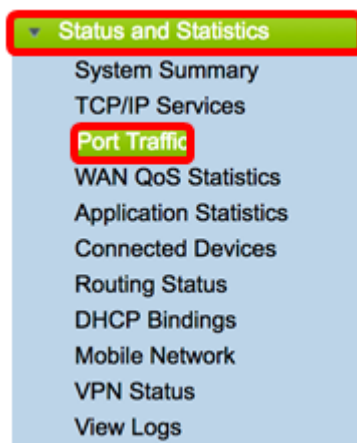 Status and Statistics
System Summary
TCP/IP Services
Port Traffic
WAN QoS Statistics
Application Statistics
Connected Devices
Routing Status
DHCP Bindings
Mobile Network
VPN Status
View Logs